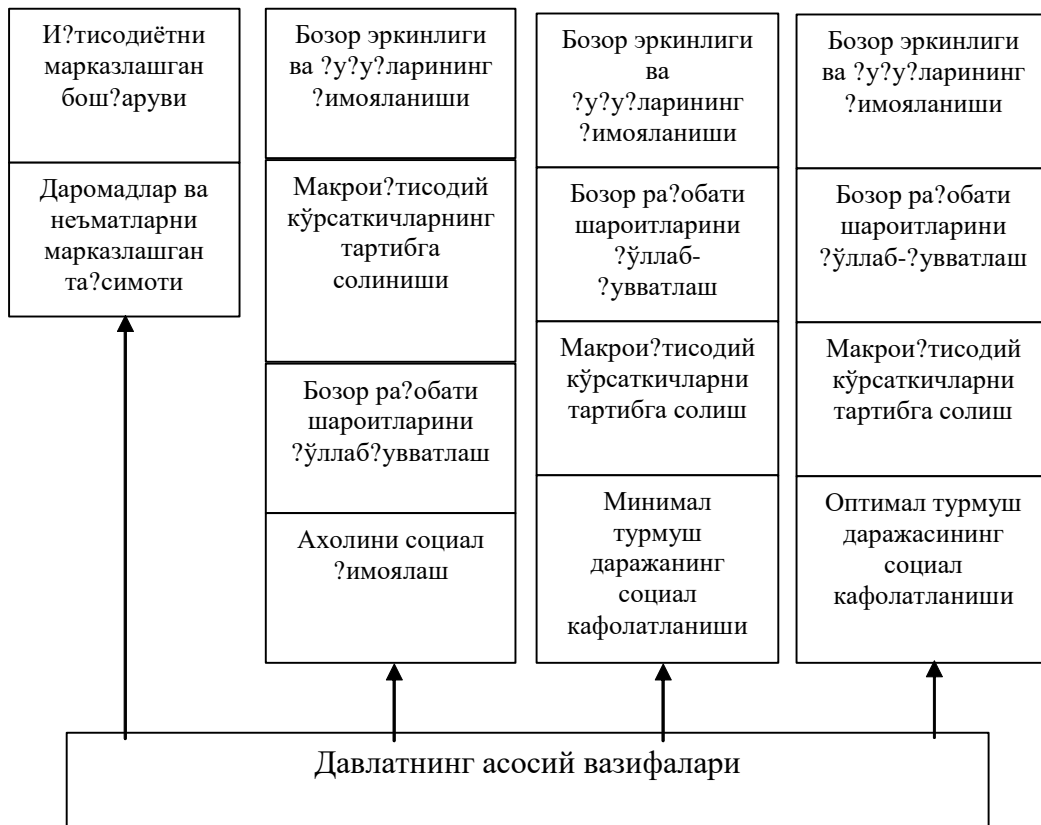 И?тисодиётни
марказлашган
бош?аруви
Даромадлар ва
неъматларни
марказлашган
та?симоти
Бозор эркинлиги
ва ?у?у?ларининг
?имояланиши
Макрои?тисодий
кўрсаткичларнинг
тартибга
солиниши
Бозор ра?обати
шароитларини
?ўллаб?увватлаш
Ахолини социал
?имоялаш
Бозор эркинлиги
ва
?у?у?ларининг
?имояланиши
Бозор ра?обати
шароитларини
?ўллаб-
?увватлаш
Макрои?тисодий
кўрсаткичларни
тартибга солиш
Минимал
турмуш
даражанинг
социал
кафолатланиши
Бозор эркинлиги
ва ?у?у?ларининг
?имояланиши
Бозор ра?обати
шароитларини
?ўллаб-?увватлаш
Макрои?тисодий
кўрсаткичларни
тартибга солиш
Оптимал турмуш
даражасининг
социал
кафолатланиши
Давлатнинг асосий вазифалари